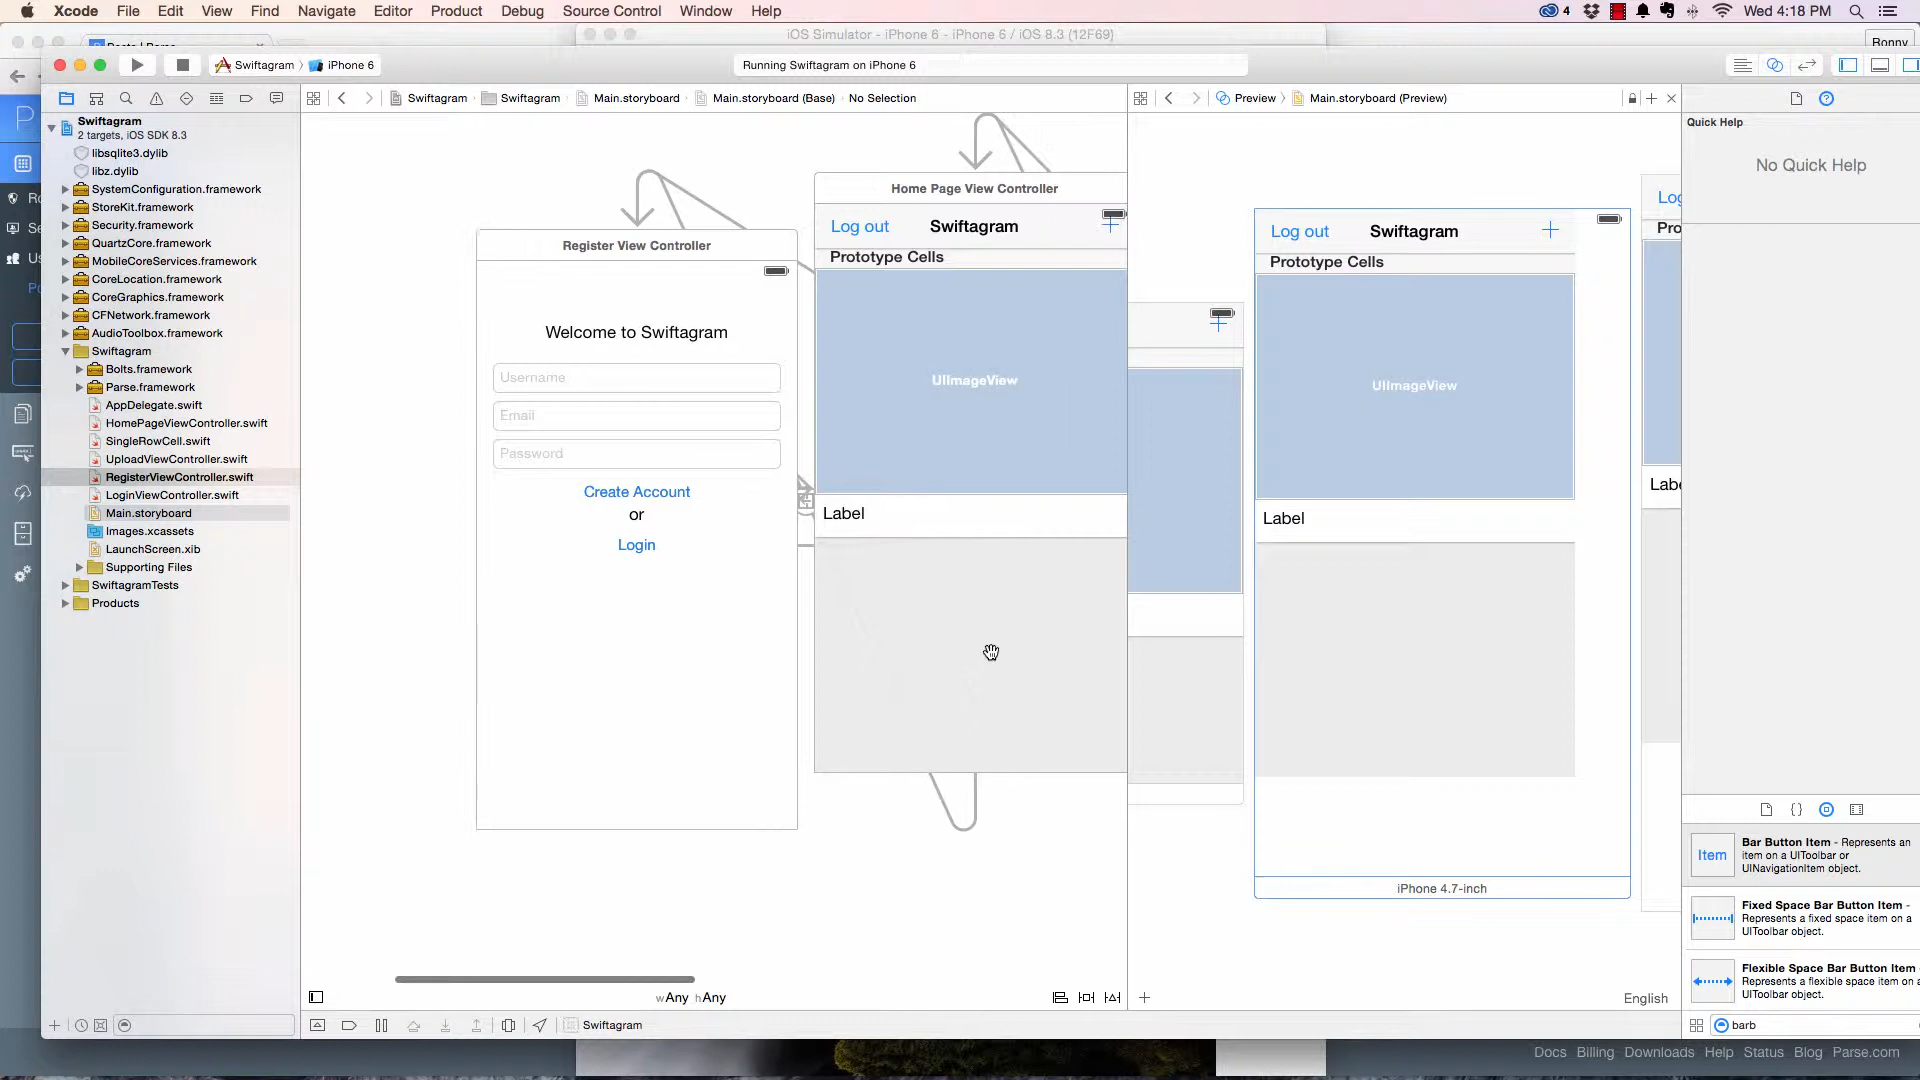 Xcode File Edit View Find Navigate Editor Product Debug Source Control Window Help
4 Wed 4:18 PM
iOS Simulator - iPhone 6 - iPhone 6 / iOS 8.3 (12F69)
Ronny
Swiftagram iPhone 6
Running Swiftagram on iPhone 6
Swiftagram Swiftagram Main.storyboard Main.storyboard (Base) No Selection
Preview Main.storyboard (Preview)
Swiftagram
2 targets, iOS SDK 8.3
libsqlite3.dylib
libz.dylib
SystemConfiguration.framework
StoreKit.framework
Security.framework
QuartzCore.framework
MobileCoreServices.framework
CoreLocation.framework
CoreGraphics.framework
CFNetwork.framework
AudioToolbox.framework
Swiftagram
Bolts.framework
Parse.framework
AppDelegate.swift
HomePageViewController.swift
SingleRowCell.swift
UploadViewController.swift
RegisterViewController.swift
LoginViewController.swift
Main.storyboard
Images.xcassets
LaunchScreen.xib
Supporting Files
SwiftagramTests
Products
Register View Controller
Welcome to Swiftagram
Username
Email
Password
Create Account
or
Login
Home Page View Controller
Log out Swiftagram
Prototype Cells
UIImageView
Label
wAny hAny
Log out Swiftagram
Prototype Cells
UIImageView
Label
iPhone 4.7-inch
English
Quick Help
No Quick Help
Item
Bar Button Item - Represents an
item on a UIToolbar or
UINavigationItem object.
Fixed Space Bar Button Item -
Represents a fixed space item on a
UIToolbar object.
Flexible Space Bar Button Item -
Represents a flexible space item on a
UIToolbar object.
barb
Swiftagram
Docs Billing Downloads Help Status Blog Parse.com